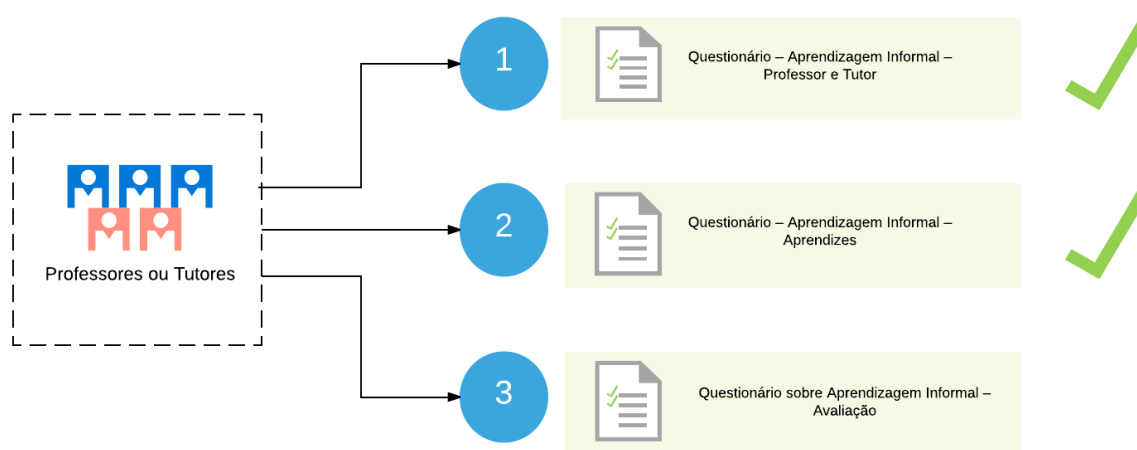 1
Questionário – Aprendizagem Informal –
Professor e Tutor
Professores ou Tutores
2
Questionário – Aprendizagem Informal –
Aprendizes
3
Questionário sobre Aprendizagem Informal –
Avaliação